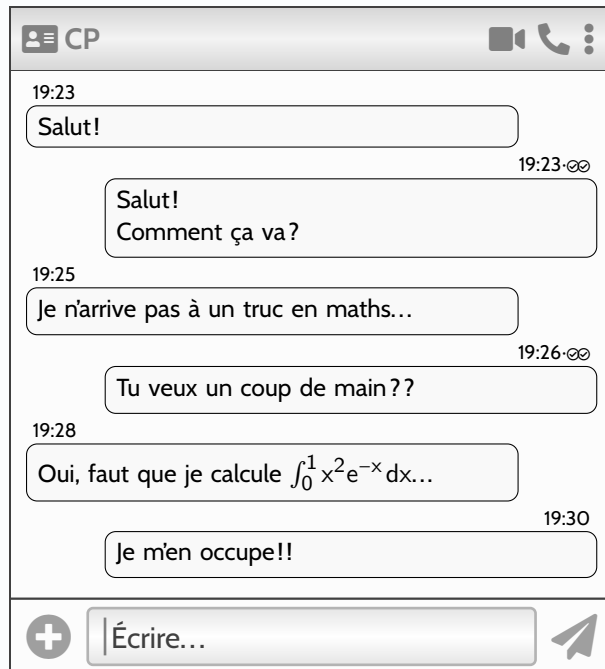 CP
19:23
Salut!
19:23·
Salut!
Comment ça va?
19:25
Je n'arrive pas à un truc en maths…
19:26·
Tu veux un coup de main??
19:28
Oui, faut que je calcule ∫₀¹ x²e⁻ˣ dx…
19:30
Je m'en occupe!!
Écrire…